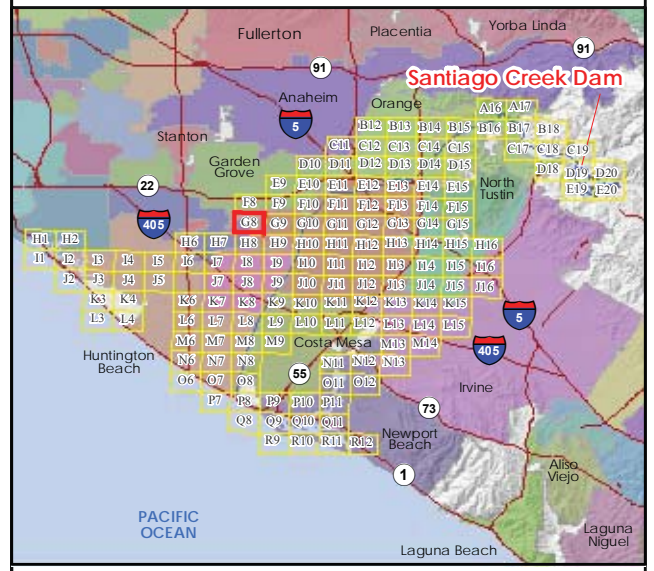 Yorba Linda
Fullerton
Placentia
91
91
Santiago Creek Dam
Anaheim
Orange
A16 A17
5
B12 B13 B14 B15 B16 B17 B18
Stanton
C11 C12 C13 C14 C15 C17 C18 C19
Garden
Grove
D10 D11 D12 D13 D14 D15 D18 D19 D20
22
E9 E10 E11 E12 E13 E14 E15 E19 E20
North
Tustin
F8 F9 F10 F11 F12 F13 F14 F15
405
G8 G9 G10 G11 G12 G13 G14 G15
H1 H2 H6 H7 H8 H9 H10 H11 H12 H13 H14 H15 H16
I1 I2 I3 I4 I5 I6 I7 I8 I9 I10 I11 I12 I13 I14 I15 I16
J2 J3 J4 J5 J7 J8 J9 J10 J11 J12 J13 J14 J15 J16
K3 K4 K6 K7 K8 K9 K10 K11 K12 K13 K14 K15
5
L3 L4 L6 L7 L8 L9 L10 L11 L12 L13 L14 L15
M6 M7 M8 M9 Costa Mesa M13 M14
405
Huntington
Beach
N6 N7 N8 N11 N12 N13
55
O6 O7 O8 O11 O12
Irvine
P7 P8 P9 P10 P11
73
Q8 Q9 Q10 Q11
Newport
Beach
R9 R10 R11 R12
1
Aliso
Viejo
PACIFIC
OCEAN
Laguna
Niguel
Laguna Beach